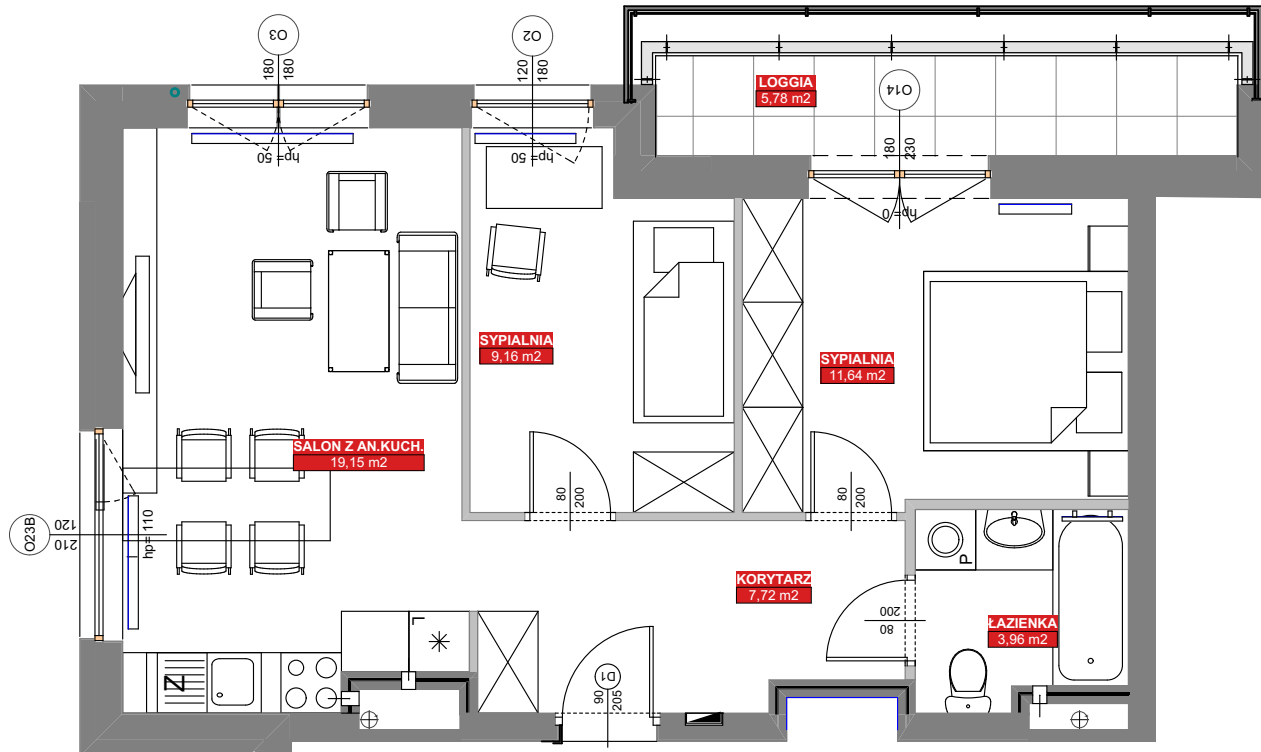 O3
180
180
hp=50
O2
120
180
hp=50
LOGGIA
5,78 m2
O14
180
230
hp=0
SYPIALNIA
9,16 m2
SYPIALNIA
11,64 m2
SALON Z AN.KUCH.
19,15 m2
O23B
120
210
hp=110
80
200
80
200
KORYTARZ
7,72 m2
80
200
ŁAZIENKA
3,96 m2
P
L
Z
D1
90
205